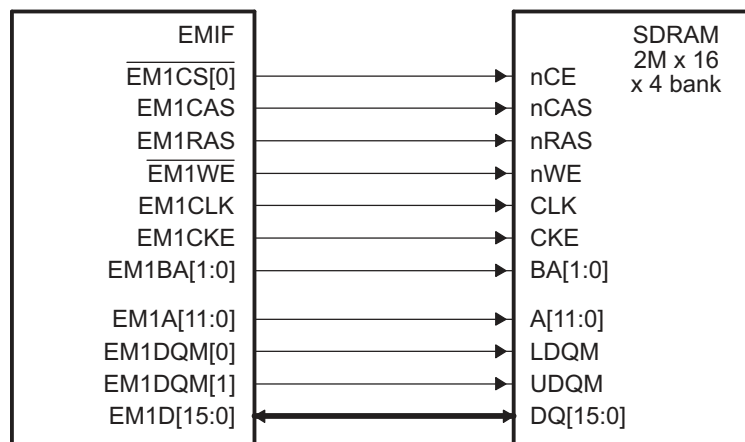 EMIF
EM1CS[0]
EM1CAS
EM1RAS
EM1WE
EM1CLK
EM1CKE
EM1BA[1:0]
EM1A[11:0]
EM1DQM[0]
EM1DQM[1]
EM1D[15:0]
SDRAM
2M x 16
x 4 bank
nCE
nCAS
nRAS
nWE
CLK
CKE
BA[1:0]
A[11:0]
LDQM
UDQM
DQ[15:0]